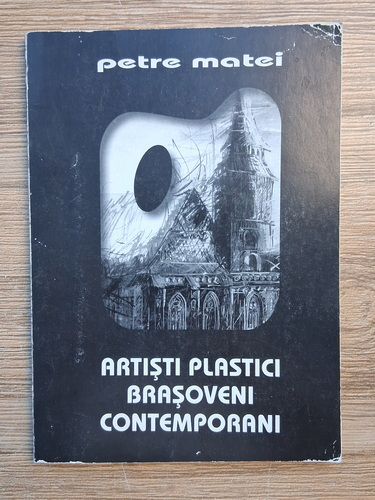 petre matei
ARTIȘTI PLASTICI
BRAȘOVENI
CONTEMPORANI